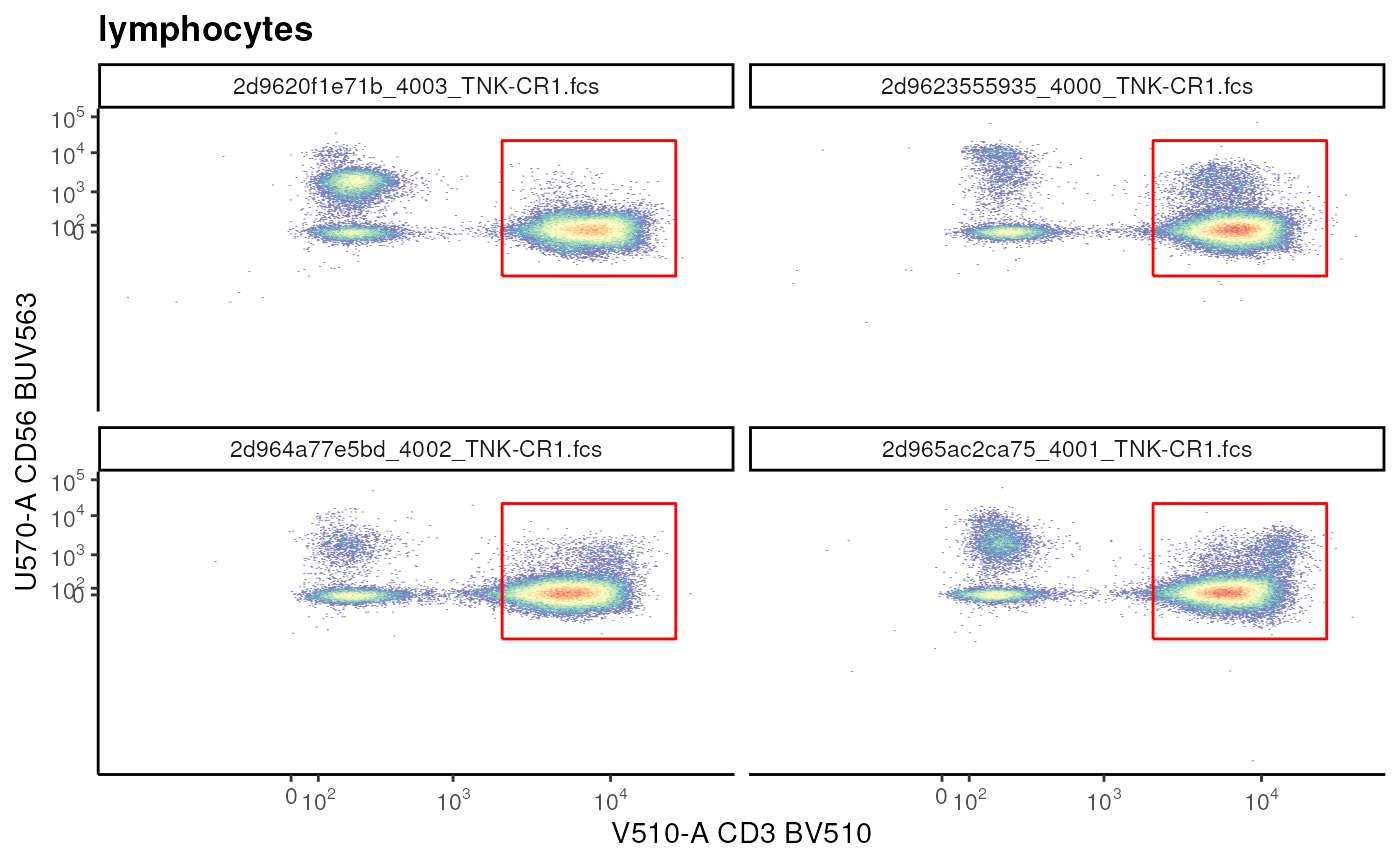 lymphocytes
2d9620f1e71b_4003_TNK-CR1.fcs
2d9623555935_4000_TNK-CR1.fcs
10^5
10^4
10^3
10^2
0
2d964a77e5bd_4002_TNK-CR1.fcs
2d965ac2ca75_4001_TNK-CR1.fcs
10^5
10^4
10^3
10^2
0
U570-A CD56 BUV563
0 10^2 10^3 10^4
0 10^2 10^3 10^4
V510-A CD3 BV510